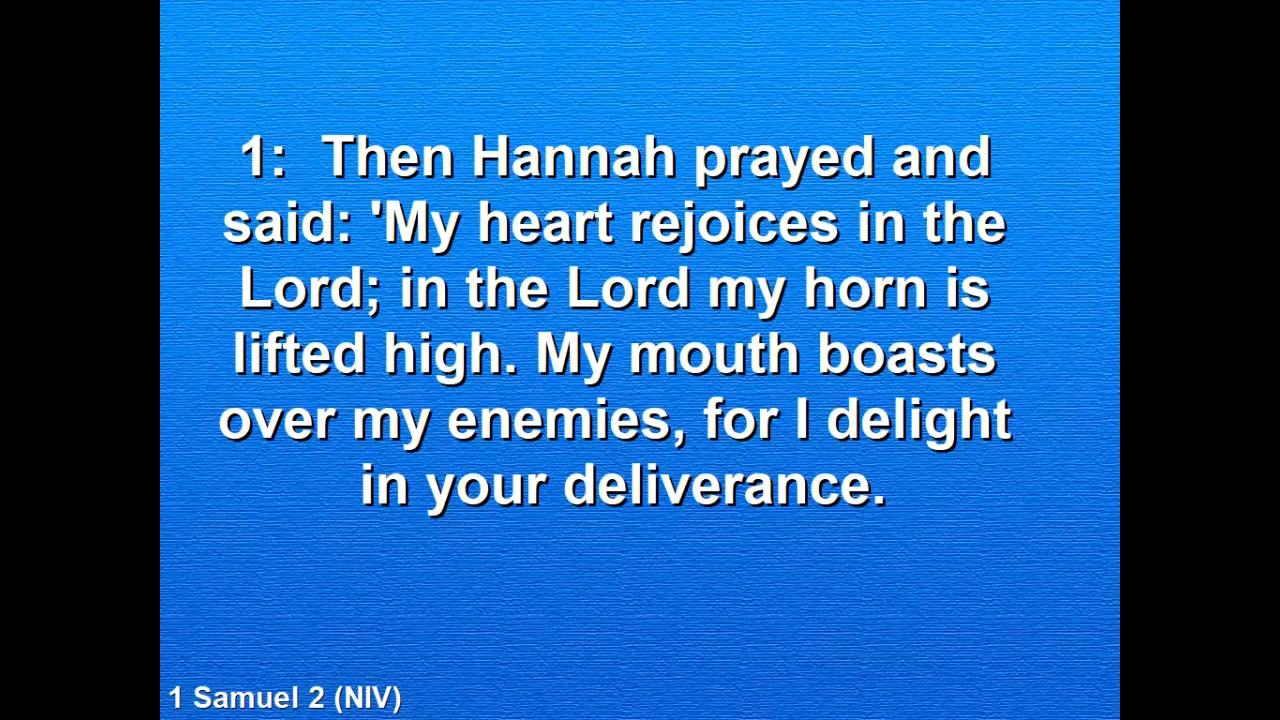 1: Then Hannah prayed and
said: 'My heart rejoices in the
Lord; in the Lord my horn is
lifted high. My mouth boasts
over my enemies, for I delight
in your deliverance.
1 Samuel 2 (NIV)